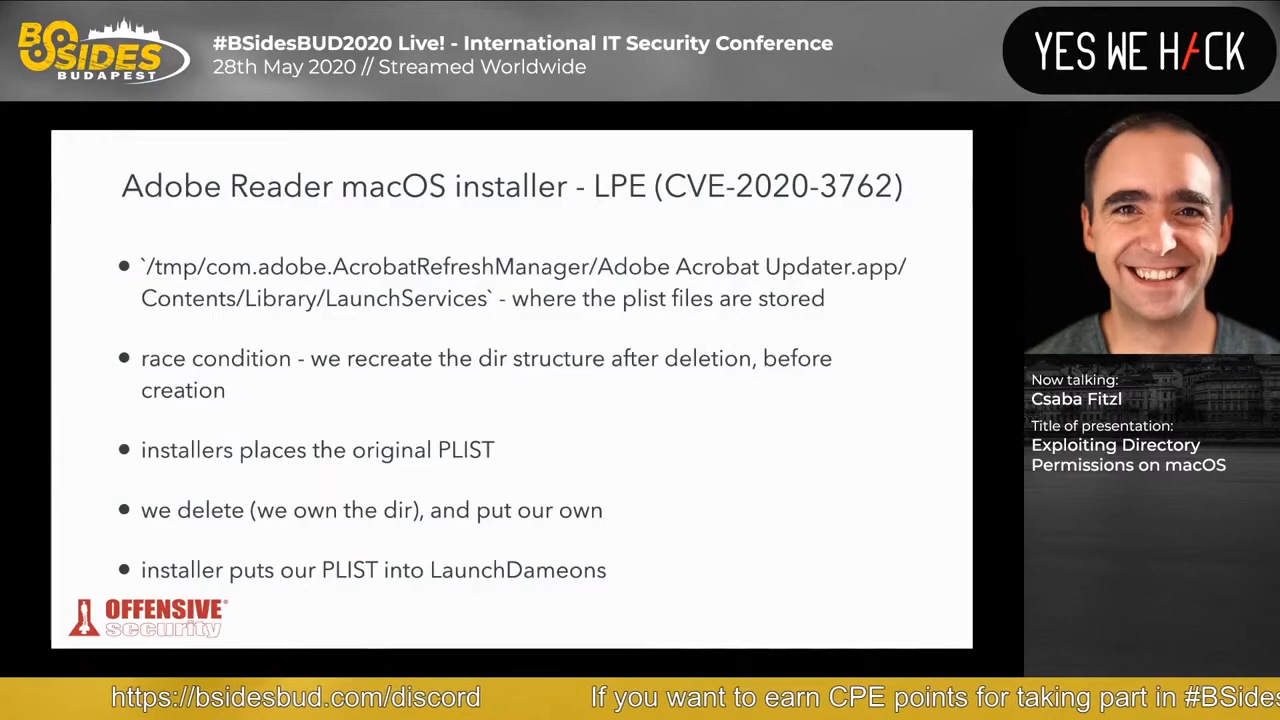 BSIDES
BUDAPEST
#BSidesBUD2020 Live! - International IT Security Conference
28th May 2020 // Streamed Worldwide
YES WE H/CK
Adobe Reader macOS installer - LPE (CVE-2020-3762)
● `/tmp/com.adobe.AcrobatRefreshManager/Adobe Acrobat Updater.app/
Contents/Library/LaunchServices` - where the plist files are stored
● race condition - we recreate the dir structure after deletion, before
creation
● installers places the original PLIST
● we delete (we own the dir), and put our own
● installer puts our PLIST into LaunchDameons
OFFENSIVE®
security
Now talking:
Csaba Fitzl
Title of presentation:
Exploiting Directory
Permissions on macOS
https://bsidesbud.com/discord
If you want to earn CPE points for taking part in #BSides